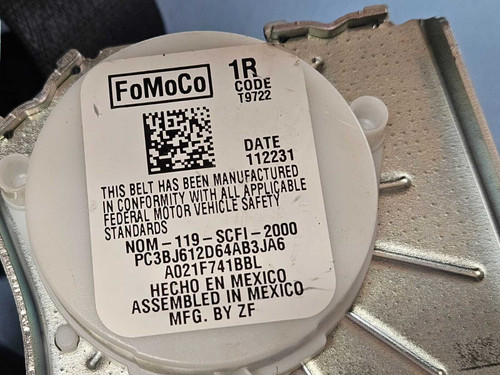 FoMoCo
1R
CODE
T9722
DATE
112231
THIS BELT HAS BEEN MANUFACTURED
IN CONFORMITY WITH ALL APPLICABLE
FEDERAL MOTOR VEHICLE SAFETY
STANDARDS
NOM-119-SCFI-2000
PC3BJ612D64AB3JA6
A021F741BBL
HECHO EN MEXICO
ASSEMBLED IN MEXICO
MFG. BY ZF